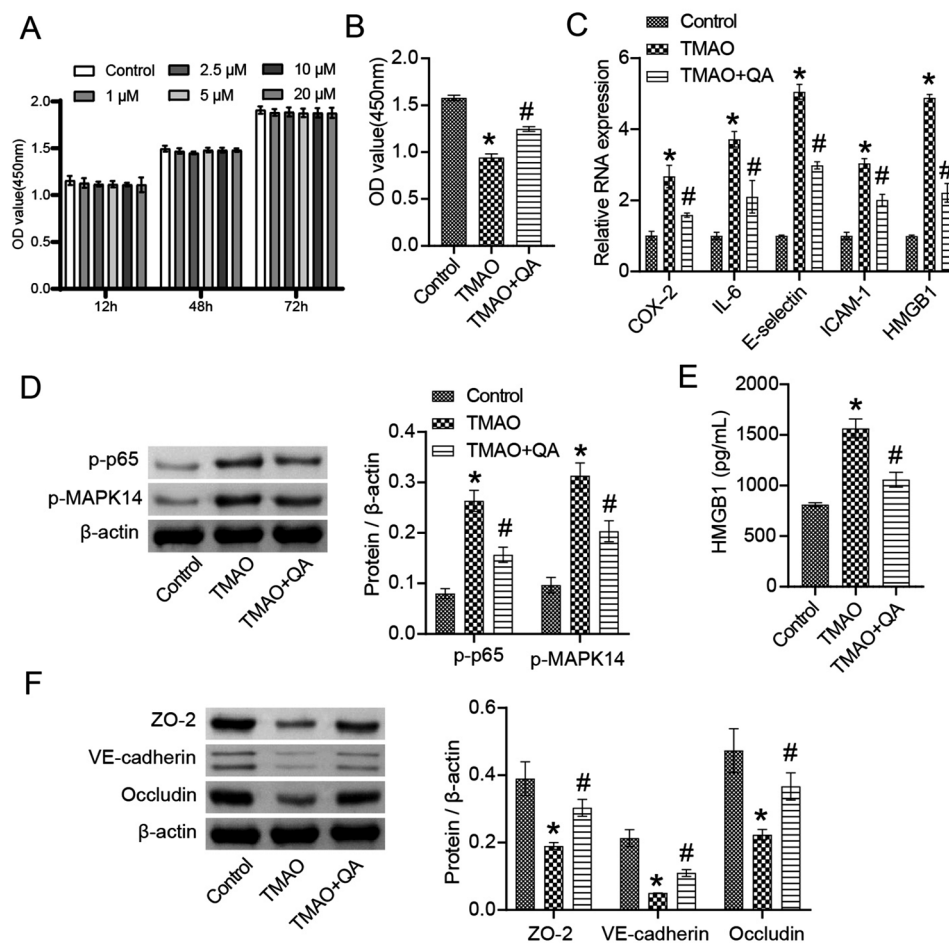 A
Control 2.5 μM 10 μM
1 μM 5 μM 20 μM
OD value(450nm)
2.0
1.5
1.0
0.5
0.0
12h 48h 72h
B
OD value(450nm)
2.0
1.5
1.0
0.5
0.0
*
#
Control TMAO TMAO+QA
C
Control
TMAO
TMAO+QA
Relative RNA expression
6
4
2
0
* # * # * # * # * #
COX-2 IL-6 E-selectin ICAM-1 HMGB1
D
p-p65
p-MAPK14
β-actin
Control TMAO TMAO+QA
Control
TMAO
TMAO+QA
Protein / β-actin
0.4
0.3
0.2
0.1
0.0
* # * #
p-p65 p-MAPK14
E
HMGB1 (pg/mL)
2000
1500
1000
500
0
*
#
Control TMAO TMAO+QA
F
ZO-2
VE-cadherin
Occludin
β-actin
Control TMAO TMAO+QA
Protein / β-actin
0.6
0.4
0.2
0.0
* # * # * #
ZO-2 VE-cadherin Occludin